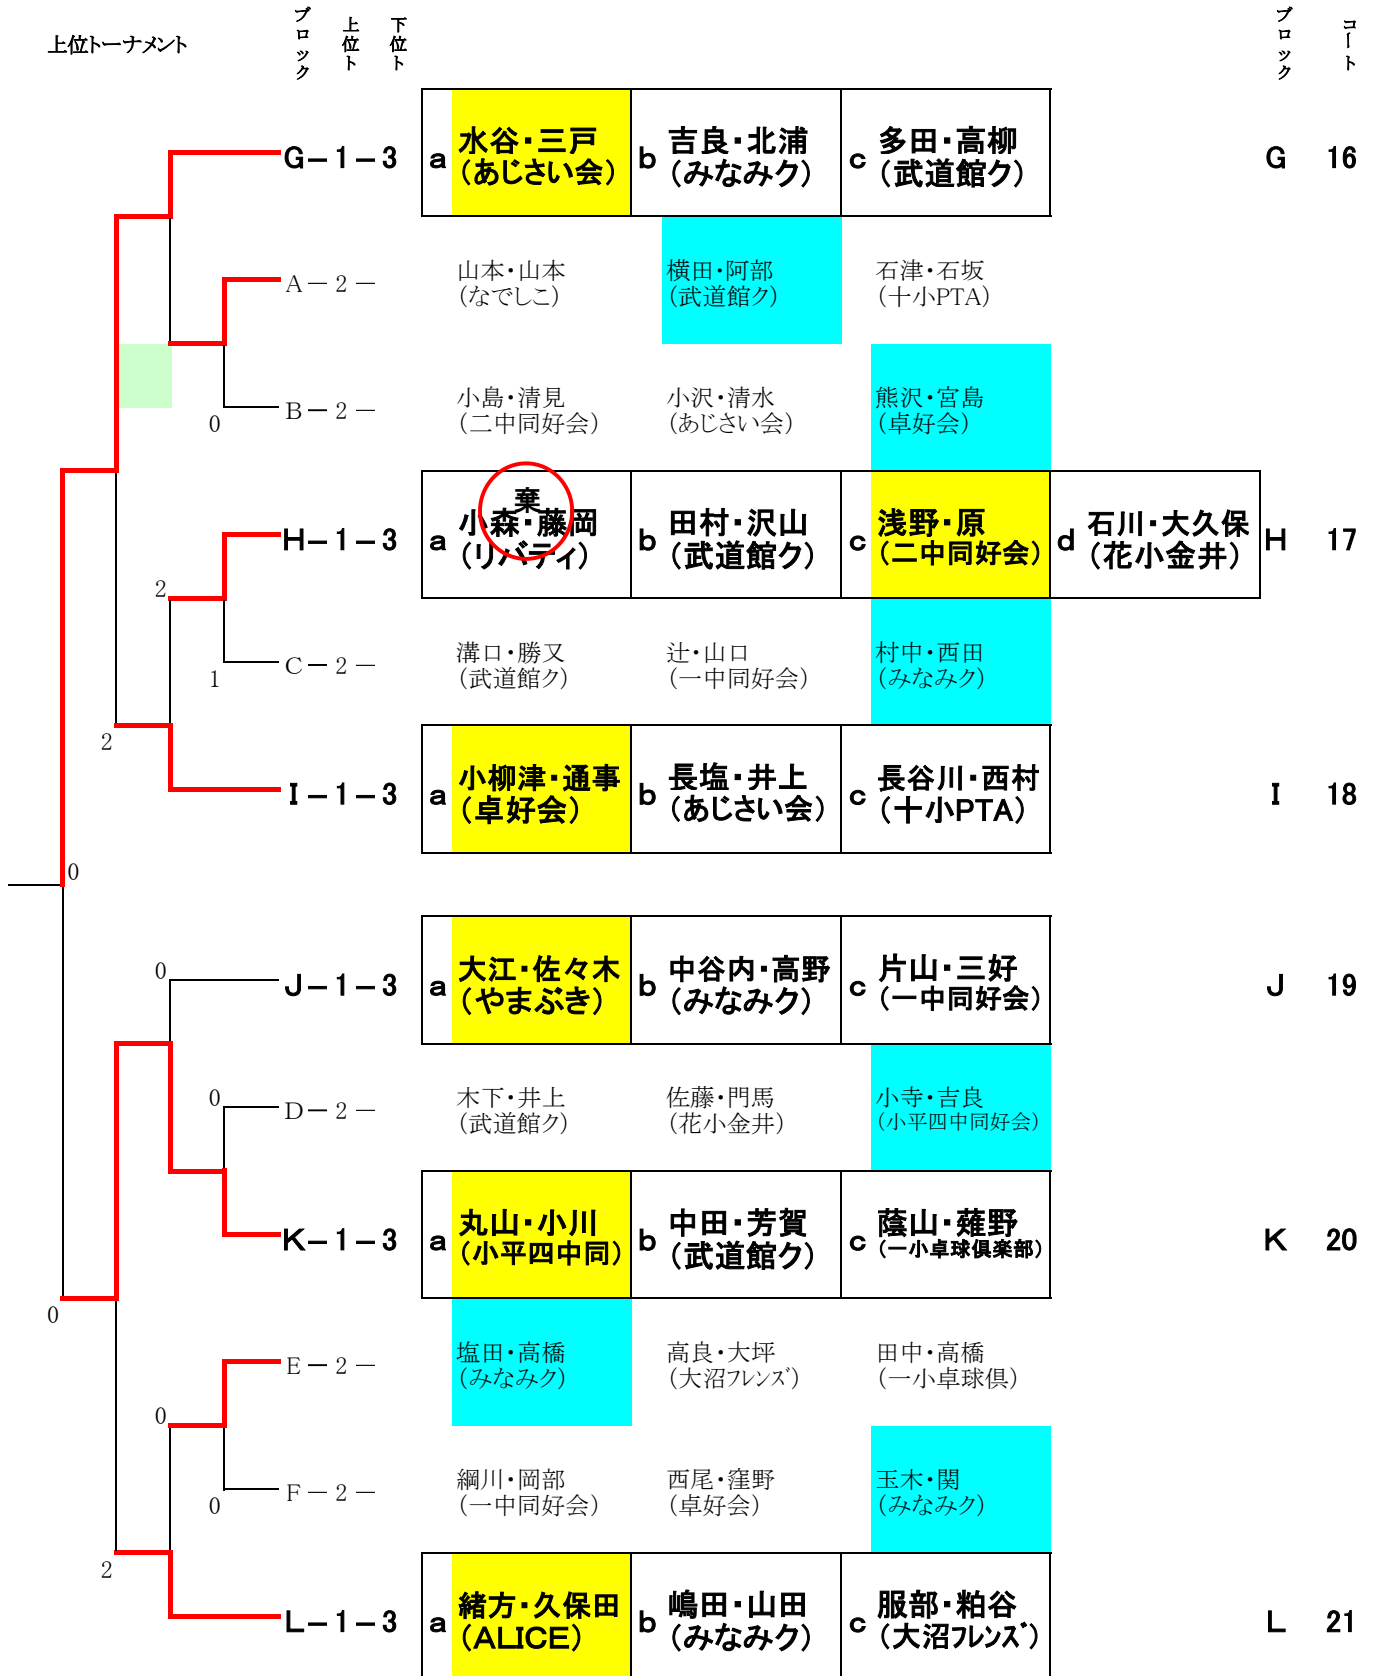 上位トーナメント
ブロック
上位ト
下位ト
ブロック
コート
G－1－3
a 水谷・三戸
(あじさい会)
b 吉良・北浦
(みなみク)
c 多田・高柳
(武道館ク)
G 16
A－2－
山本・山本
(なでしこ)
横田・阿部
(武道館ク)
石津・石坂
(十小PTA)
0
B－2－
小島・清見
(二中同好会)
小沢・清水
(あじさい会)
熊沢・宮島
(卓好会)
2
H－1－3
棄
a 小森・藤岡
(リバティ)
b 田村・沢山
(武道館ク)
c 浅野・原
(二中同好会)
d 石川・大久保
(花小金井)
H 17
1
C－2－
溝口・勝又
(武道館ク)
辻・山口
(一中同好会)
村中・西田
(みなみク)
2
I－1－3
a 小柳津・通事
(卓好会)
b 長塩・井上
(あじさい会)
c 長谷川・西村
(十小PTA)
I 18
0
0
J－1－3
a 大江・佐々木
(やまぶき)
b 中谷内・高野
(みなみク)
c 片山・三好
(一中同好会)
J 19
0
D－2－
木下・井上
(武道館ク)
佐藤・門馬
(花小金井)
小寺・吉良
(小平四中同好会)
K－1－3
a 丸山・小川
(小平四中同)
b 中田・芳賀
(武道館ク)
c 蔭山・薙野
(一小卓球倶楽部)
K 20
0
E－2－
塩田・高橋
(みなみク)
高良・大坪
(大沼フレンズ)
田中・高橋
(一小卓球倶)
0
0
F－2－
綱川・岡部
(一中同好会)
西尾・窪野
(卓好会)
玉木・関
(みなみク)
2
L－1－3
a 緒方・久保田
(ALICE)
b 嶋田・山田
(みなみク)
c 服部・粕谷
(大沼フレンズ)
L 21